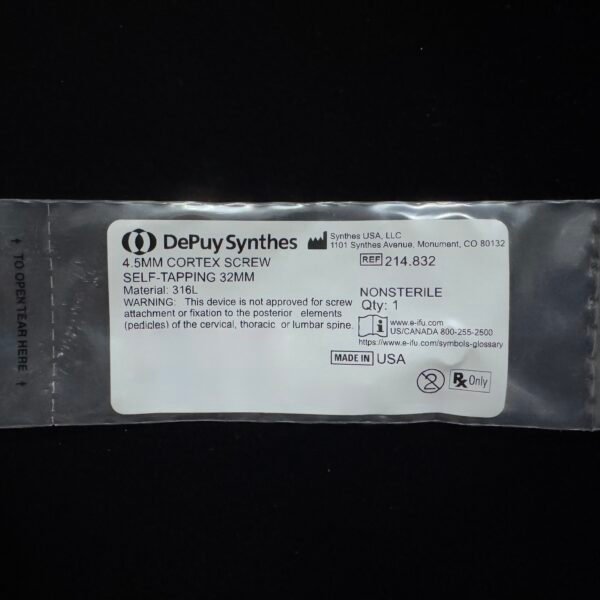 ↑ TO OPEN TEAR HERE ↑
DePuy Synthes
Synthes USA, LLC
1101 Synthes Avenue, Monument, CO 80132
4.5MM CORTEX SCREW
SELF-TAPPING 32MM
REF 214.832
Material: 316L
WARNING: This device is not approved for screw
attachment or fixation to the posterior elements
(pedicles) of the cervical, thoracic or lumbar spine.
NONSTERILE
Qty: 1
i
www.e-ifu.com
US/CANADA 800-255-2500
https://www.e-ifu.com/symbols-glossary
MADE IN USA
2
Rx Only